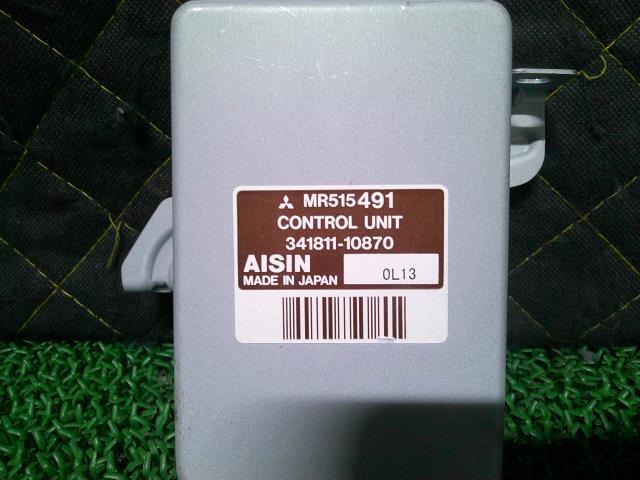 MR515491
CONTROL UNIT
341811-10870
AISIN
MADE IN JAPAN
0L13